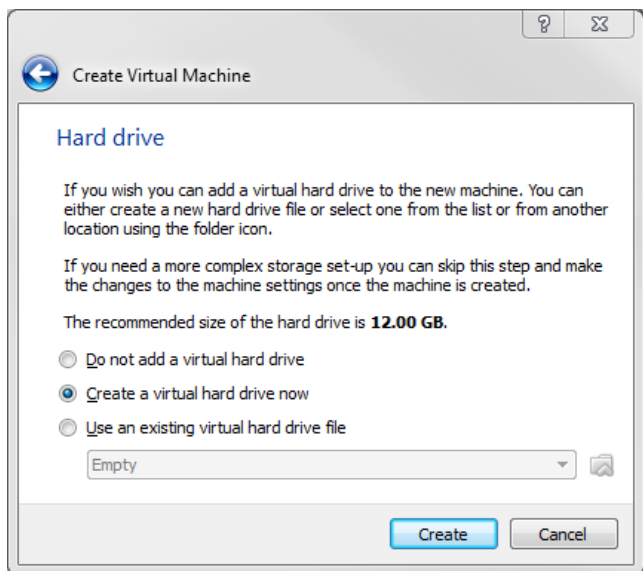 Create Virtual Machine
Hard drive
If you wish you can add a virtual hard drive to the new machine. You can
either create a new hard drive file or select one from the list or from another
location using the folder icon.
If you need a more complex storage set-up you can skip this step and make
the changes to the machine settings once the machine is created.
The recommended size of the hard drive is 12.00 GB.
Do not add a virtual hard drive
Create a virtual hard drive now
Use an existing virtual hard drive file
Empty
Create Cancel